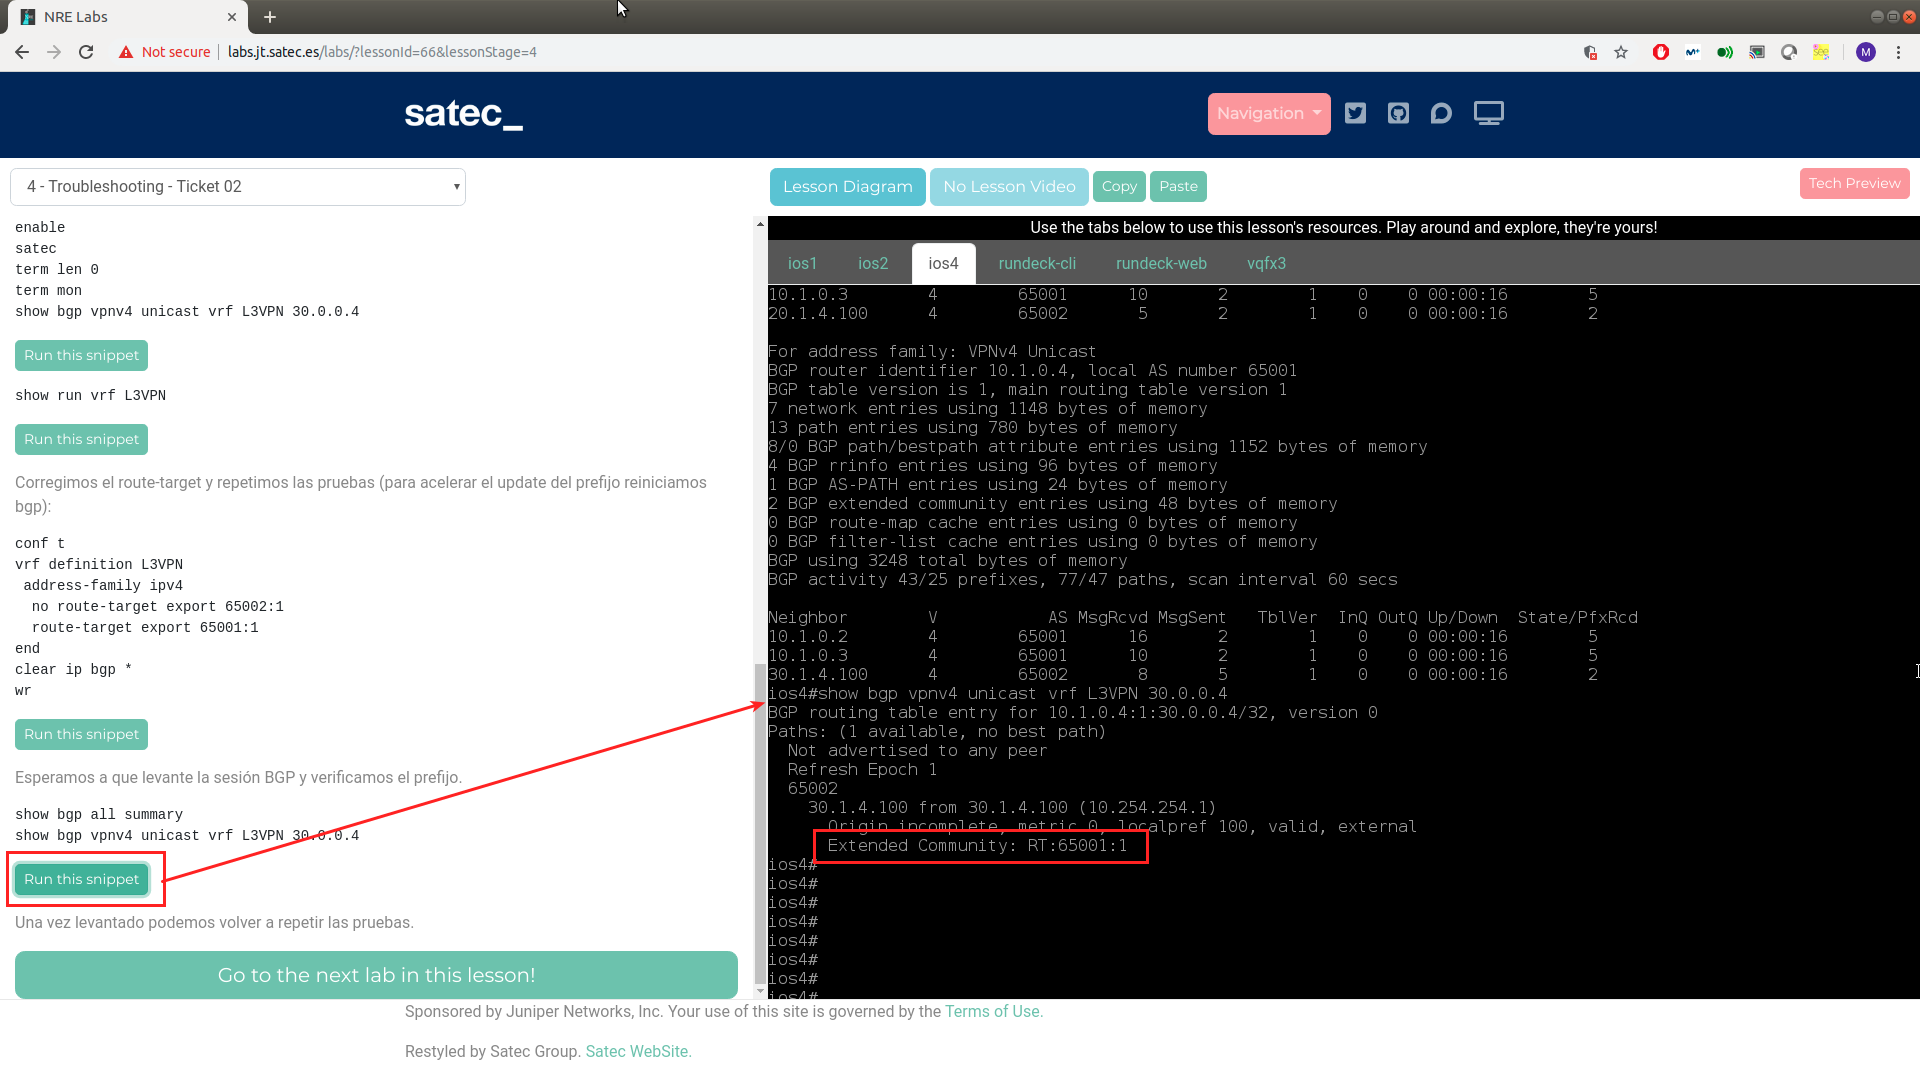 NRE Labs
Not secure
labs.jt.satec.es/labs/?lessonId=66&lessonStage=4
M
satec_
Navigation
4 - Troubleshooting - Ticket 02
enable
satec
term len 0
term mon
show bgp vpnv4 unicast vrf L3VPN 30.0.0.4
Run this snippet
show run vrf L3VPN
Run this snippet
Corregimos el route-target y repetimos las pruebas (para acelerar el update del prefijo reiniciamos
bgp):
conf t
vrf definition L3VPN
address-family ipv4
no route-target export 65002:1
route-target export 65001:1
end
clear ip bgp *
wr
Run this snippet
Esperamos a que levante la sesión BGP y verificamos el prefijo.
show bgp all summary
show bgp vpnv4 unicast vrf L3VPN 30.0.0.4
Run this snippet
Una vez levantado podemos volver a repetir las pruebas.
Go to the next lab in this lesson!
Lesson Diagram
No Lesson Video
Copy
Paste
Tech Preview
Use the tabs below to use this lesson's resources. Play around and explore, they're yours!
ios1 ios2 ios4 rundeck-cli rundeck-web vqfx3
10.1.0.3 4 65001 10 2 1 0 0 00:00:16 5
20.1.4.100 4 65002 5 2 1 0 0 00:00:16 2
For address family: VPNv4 Unicast
BGP router identifier 10.1.0.4, local AS number 65001
BGP table version is 1, main routing table version 1
7 network entries using 1148 bytes of memory
13 path entries using 780 bytes of memory
8/0 BGP path/bestpath attribute entries using 1152 bytes of memory
4 BGP rrinfo entries using 96 bytes of memory
1 BGP AS-PATH entries using 24 bytes of memory
2 BGP extended community entries using 48 bytes of memory
0 BGP route-map cache entries using 0 bytes of memory
0 BGP filter-list cache entries using 0 bytes of memory
BGP using 3248 total bytes of memory
BGP activity 43/25 prefixes, 77/47 paths, scan interval 60 secs
Neighbor V AS MsgRcvd MsgSent TblVer InQ OutQ Up/Down State/PfxRcd
10.1.0.2 4 65001 16 2 1 0 0 00:00:16 5
10.1.0.3 4 65001 10 2 1 0 0 00:00:16 5
30.1.4.100 4 65002 8 5 1 0 0 00:00:16 2
ios4#show bgp vpnv4 unicast vrf L3VPN 30.0.0.4
BGP routing table entry for 10.1.0.4:1:30.0.0.4/32, version 0
Paths: (1 available, no best path)
Not advertised to any peer
Refresh Epoch 1
65002
30.1.4.100 from 30.1.4.100 (10.254.254.1)
Origin incomplete, metric 0, localpref 100, valid, external
Extended Community: RT:65001:1
ios4#
ios4#
ios4#
ios4#
ios4#
ios4#
ios4#
ios4#
Sponsored by Juniper Networks, Inc. Your use of this site is governed by the Terms of Use.
Restyled by Satec Group. Satec WebSite.